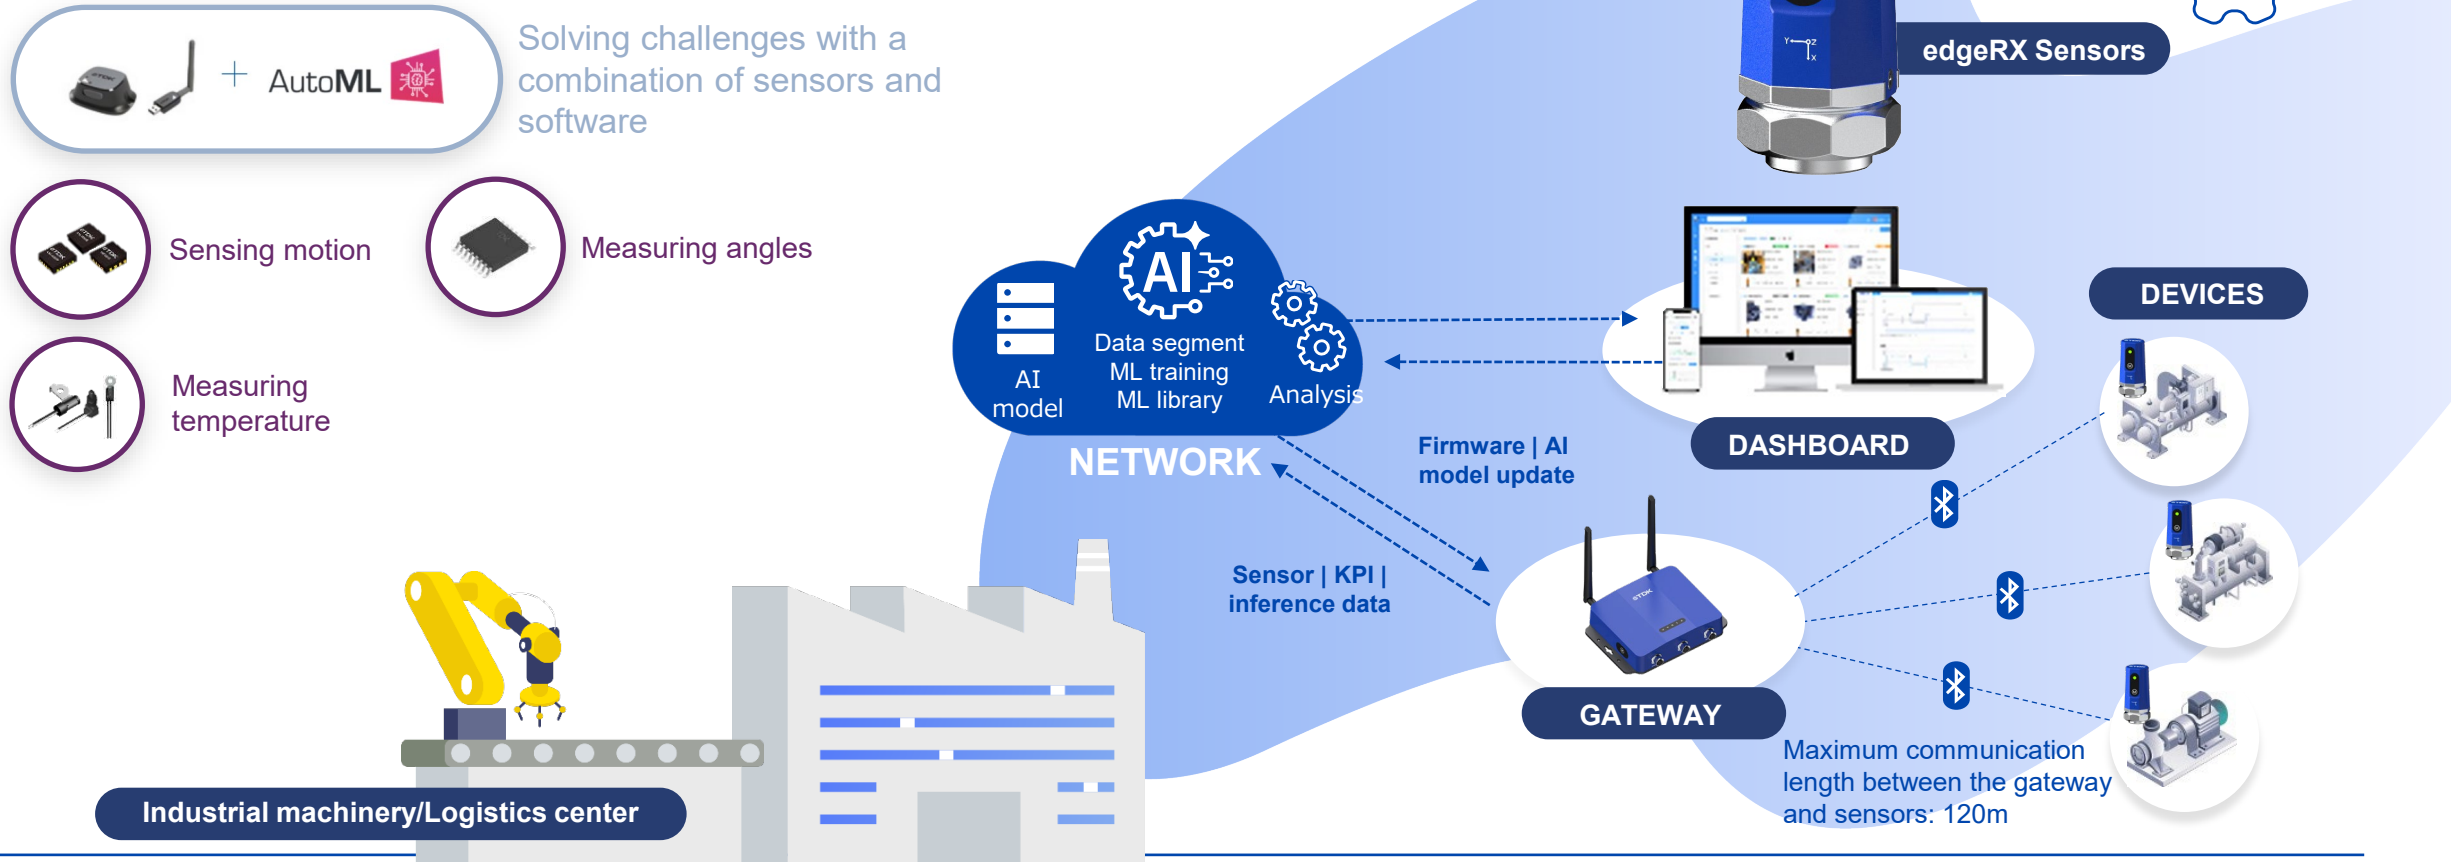 AutoML
Solving challenges with a
combination of sensors and
software
Sensing motion
Measuring angles
Measuring
temperature
edgeRX Sensors
Y Z
X
AI
Data segment
ML training
ML library
AI
model
Analysis
NETWORK
DASHBOARD
DEVICES
Firmware | AI
model update
Sensor | KPI |
inference data
TDK
GATEWAY
Maximum communication
length between the gateway
and sensors: 120m
Industrial machinery/Logistics center